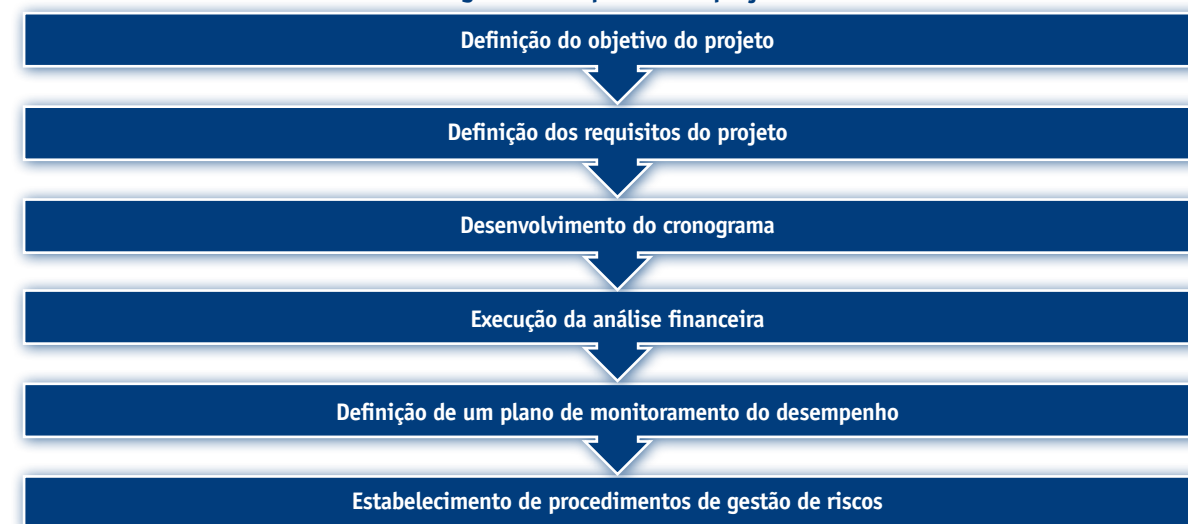 Definição do objetivo do projeto
Definição dos requisitos do projeto
Desenvolvimento do cronograma
Execução da análise financeira
Definição de um plano de monitoramento do desempenho
Estabelecimento de procedimentos de gestão de riscos